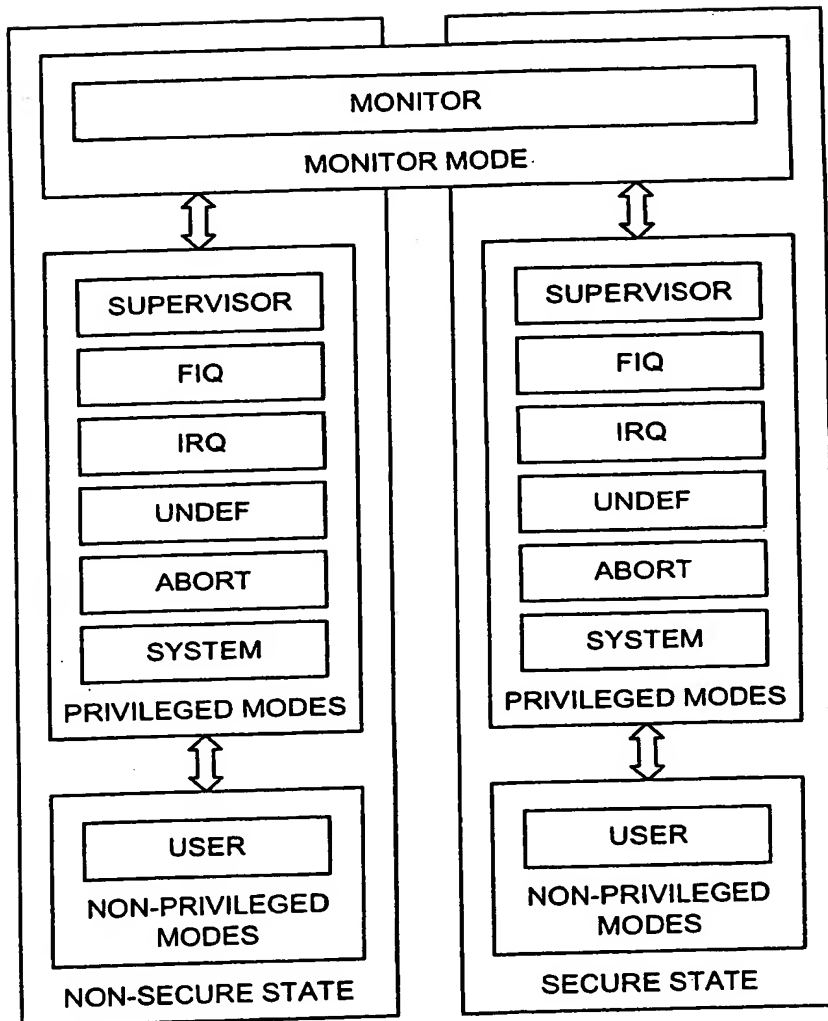 MONITOR
MONITOR MODE
SUPERVISOR
FIQ
IRQ
UNDEF
ABORT
SYSTEM
PRIVILEGED MODES
USER
NON-PRIVILEGED
MODES
NON-SECURE STATE
SUPERVISOR
FIQ
IRQ
UNDEF
ABORT
SYSTEM
PRIVILEGED MODES
USER
NON-PRIVILEGED
MODES
SECURE STATE